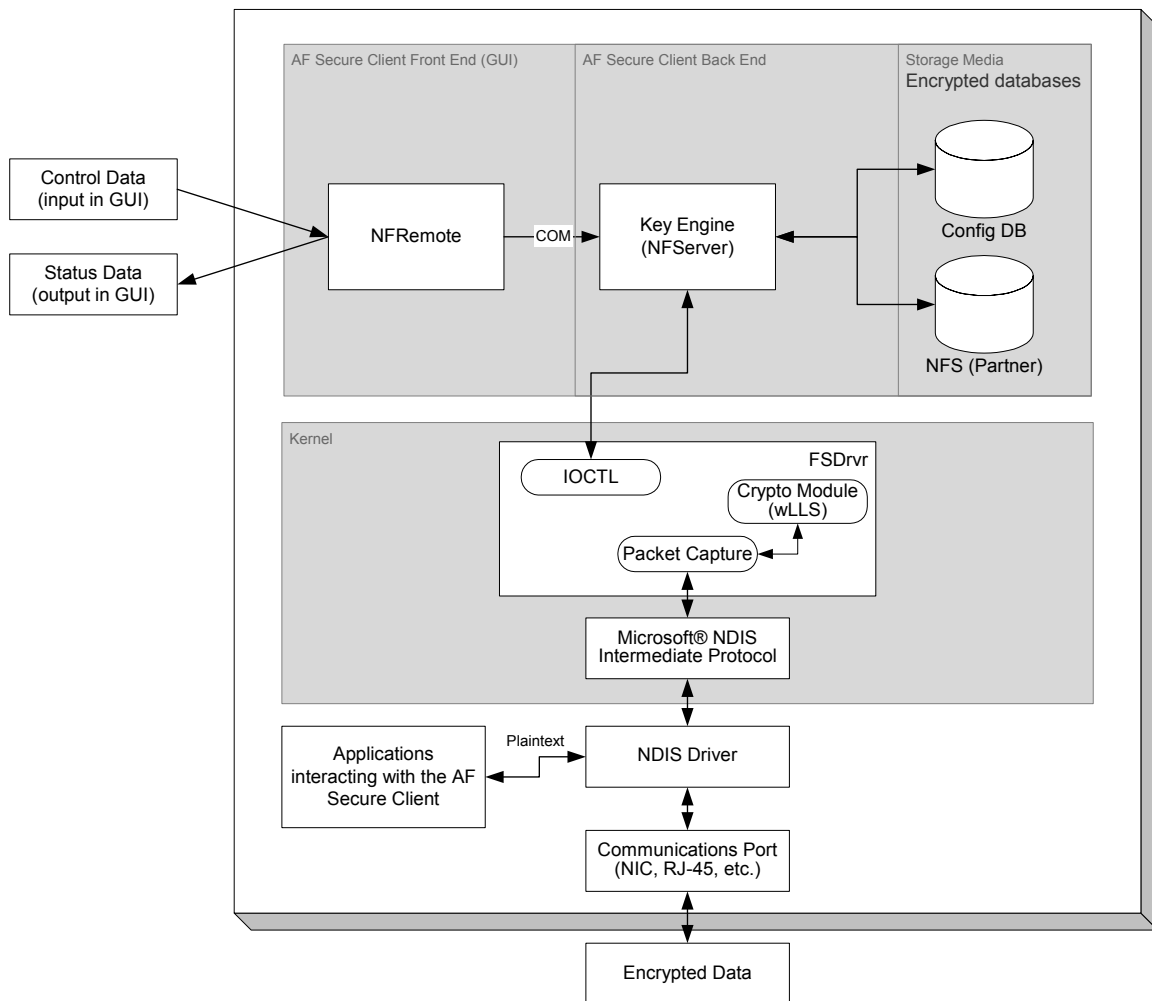 AF Secure Client Front End (GUI)
AF Secure Client Back End
Storage Media
Encrypted databases
Control Data
(input in GUI)
Status Data
(output in GUI)
NFRemote
COM
Key Engine
(NFServer)
Config DB
NFS (Partner)
Kernel
FSDrvr
IOCTL
Crypto Module
(wLLS)
Packet Capture
Microsoft® NDIS
Intermediate Protocol
Applications
interacting with the AF
Secure Client
Plaintext
NDIS Driver
Communications Port
(NIC, RJ-45, etc.)
Encrypted Data